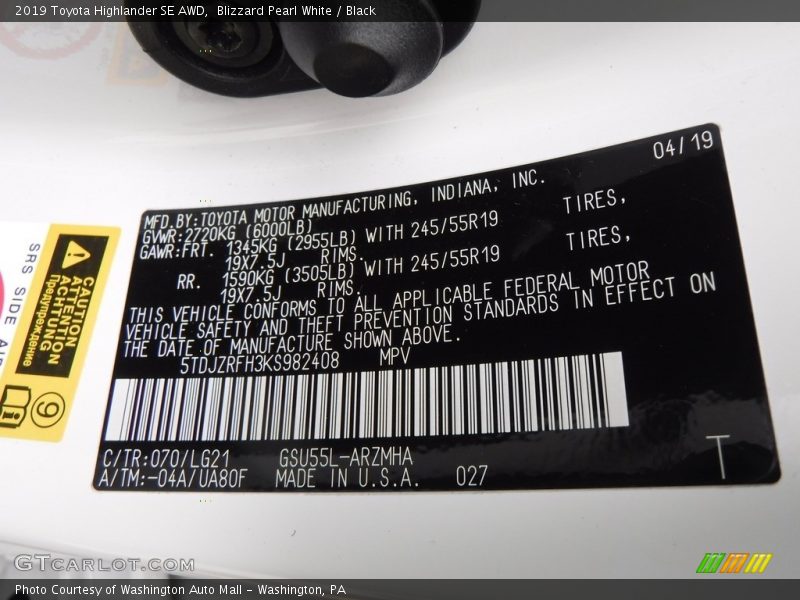 2019 Toyota Highlander SE AWD,  Blizzard Pearl White / Black
04/19
MFD.BY:TOYOTA MOTOR MANUFACTURING, INDIANA, INC.
GVWR:2720KG (6000LB)
GAWR:FRT. 1345KG (2955LB) WITH 245/55R19 TIRES,
19X7.5J RIMS.
RR. 1590KG (3505LB) WITH 245/55R19 TIRES,
19X7.5J RIMS.
THIS VEHICLE CONFORMS TO ALL APPLICABLE FEDERAL MOTOR
VEHICLE SAFETY AND THEFT PREVENTION STANDARDS IN EFFECT ON
THE DATE OF MANUFACTURE SHOWN ABOVE.
5TDJZRFH3KS982408 MPV
C/TR:070/LG21 GSU55L-ARZMHA
A/TM:-04A/UA80F MADE IN U.S.A. 027
T
SRS SIDE
CAUTION
ATTENTION
ACHTUNG
Предупреждение
9
GTCarLot.com
Photo Courtesy of Washington Auto Mall - Washington, PA